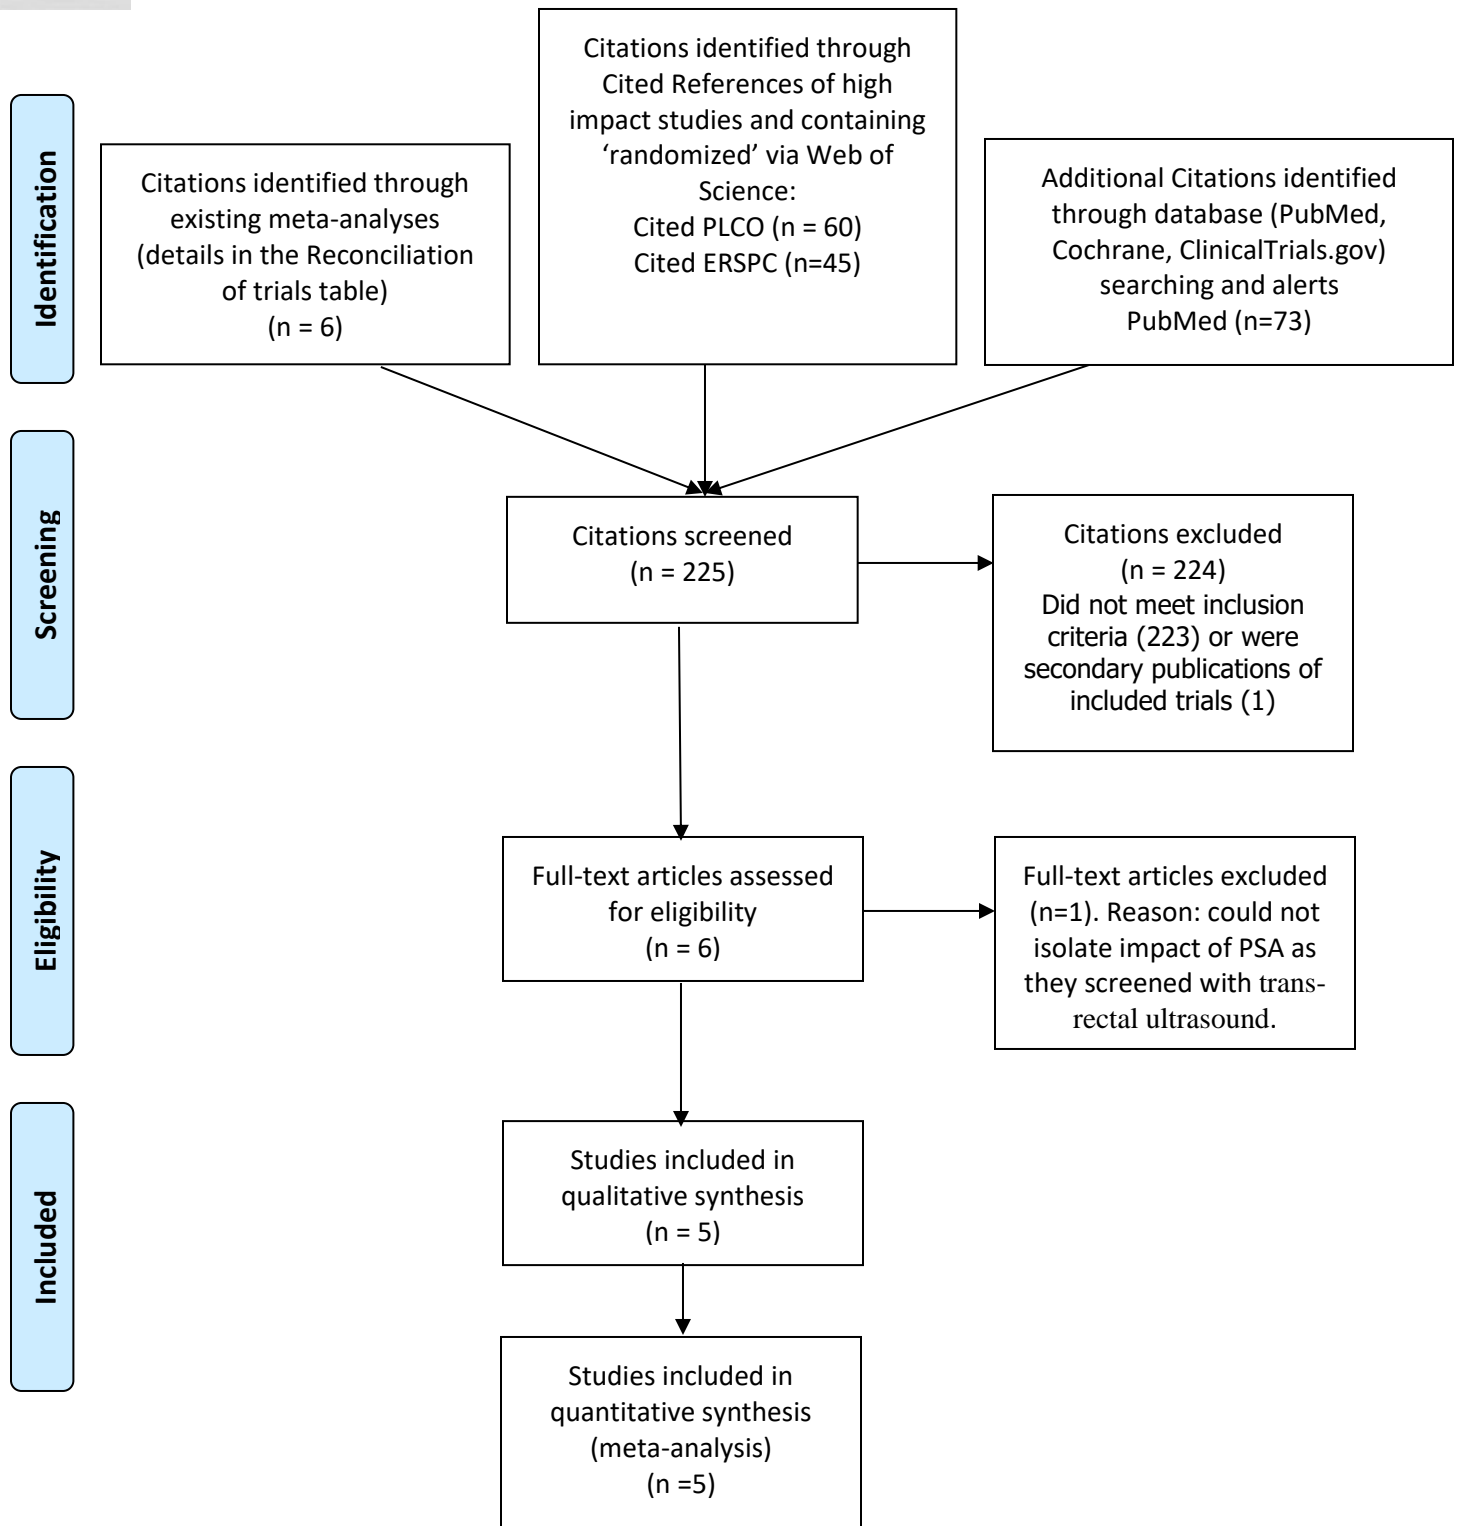 Identification
Citations identified through
existing meta-analyses
(details in the Reconciliation
of trials table)
(n = 6)
Citations identified through
Cited References of high
impact studies and containing
‘randomized’ via Web of
Science:
Cited PLCO (n = 60)
Cited ERSPC (n=45)
Additional Citations identified
through database (PubMed,
Cochrane, ClinicalTrials.gov)
searching and alerts
PubMed (n=73)
Screening
Citations screened
(n = 225)
Citations excluded
(n = 224)
Did not meet inclusion
criteria (223) or were
secondary publications of
included trials (1)
Eligibility
Full-text articles assessed
for eligibility
(n = 6)
Full-text articles excluded
(n=1). Reason: could not
isolate impact of PSA as
they screened with trans-
rectal ultrasound.
Included
Studies included in
qualitative synthesis
(n = 5)
Studies included in
quantitative synthesis
(meta-analysis)
(n =5)